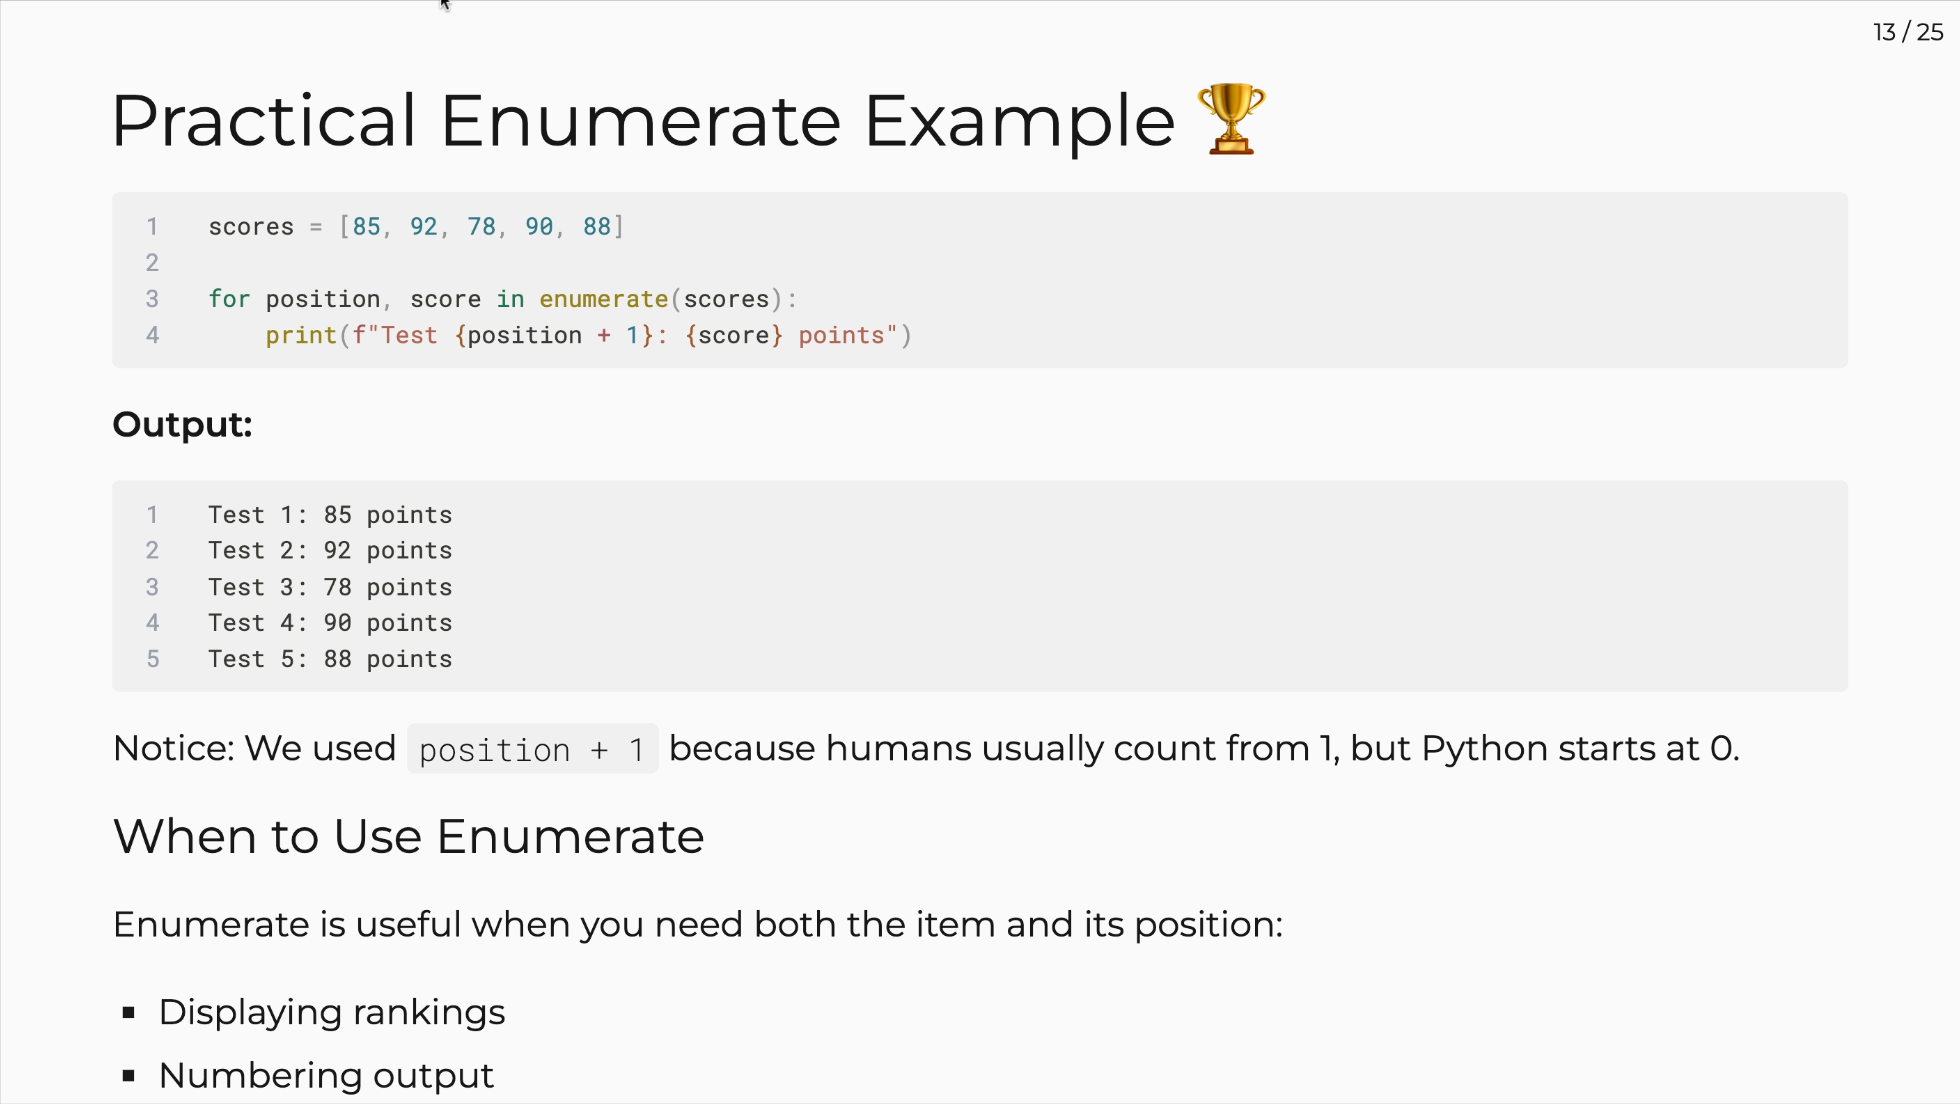 13 / 25
Practical Enumerate Example 🏆
1 scores = [85, 92, 78, 90, 88]
2
3 for position, score in enumerate(scores):
4     print(f"Test {position + 1}: {score} points")
Output:
1 Test 1: 85 points
2 Test 2: 92 points
3 Test 3: 78 points
4 Test 4: 90 points
5 Test 5: 88 points
Notice: We used position + 1 because humans usually count from 1, but Python starts at 0.
When to Use Enumerate
Enumerate is useful when you need both the item and its position:
▪ Displaying rankings
▪ Numbering output